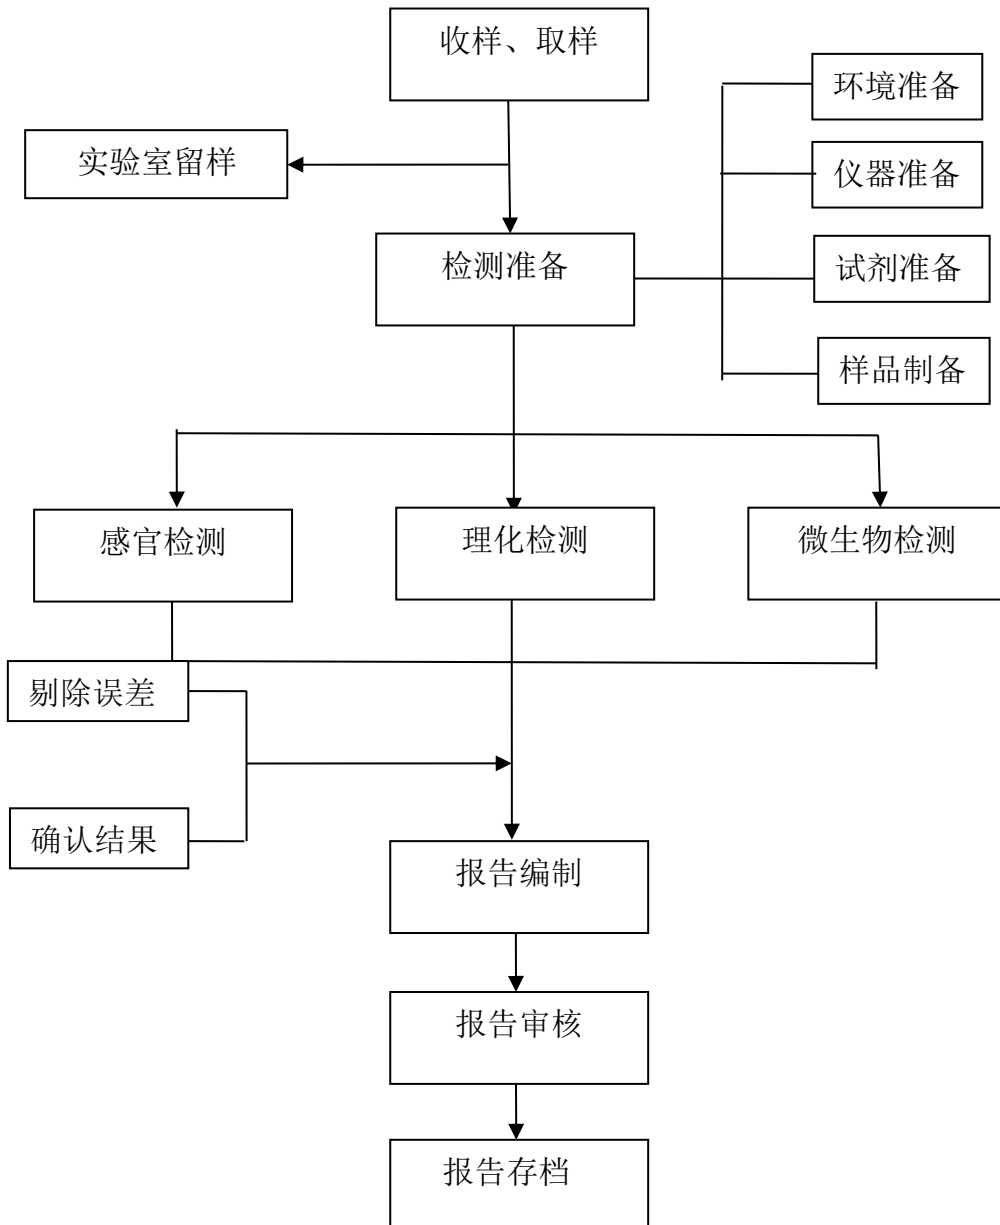 收样、取样
环境准备
实验室留样
仪器准备
检测准备
试剂准备
样品制备
感官检测
理化检测
微生物检测
剔除误差
确认结果
报告编制
报告审核
报告存档